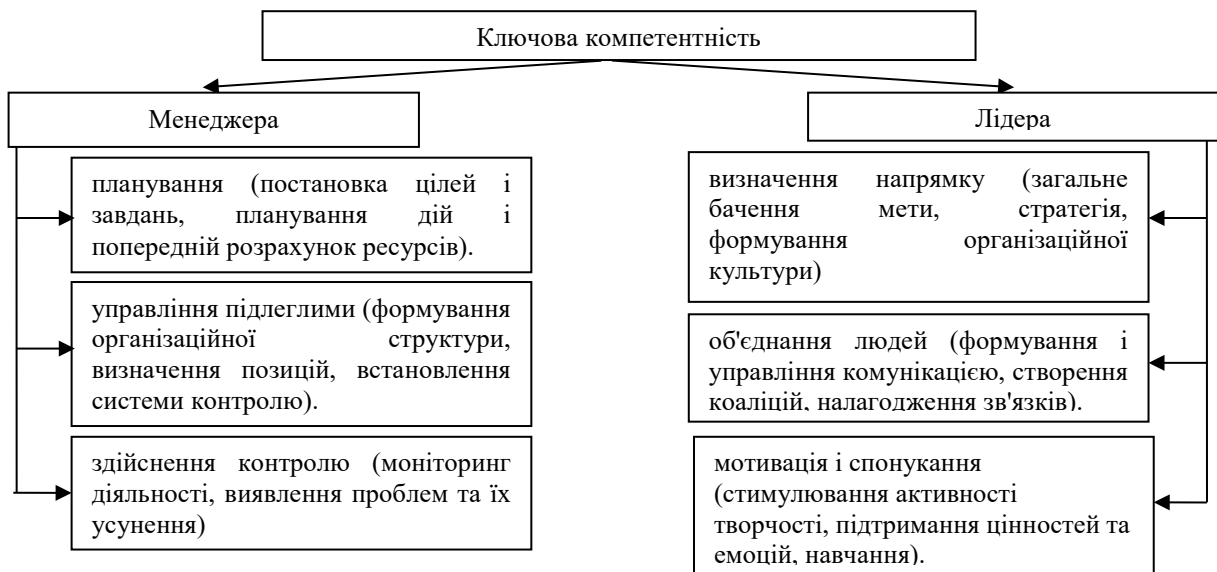 Ключова компетентність
Менеджера
планування (постановка цілей і
завдань, планування дій і
попередній розрахунок ресурсів).
управління підлеглими (формування
організаційної структури,
визначення позицій, встановлення
системи контролю).
здійснення контролю (моніторинг
діяльності, виявлення проблем та їх
усунення)
Лідера
визначення напрямку (загальне
бачення мети, стратегія,
формування організаційної
культури)
об'єднання людей (формування і
управління комунікацією, створення
коаліцій, налагодження зв'язків).
мотивація і спонукання
(стимулювання активності
творчості, підтримання цінностей та
емоцій, навчання).